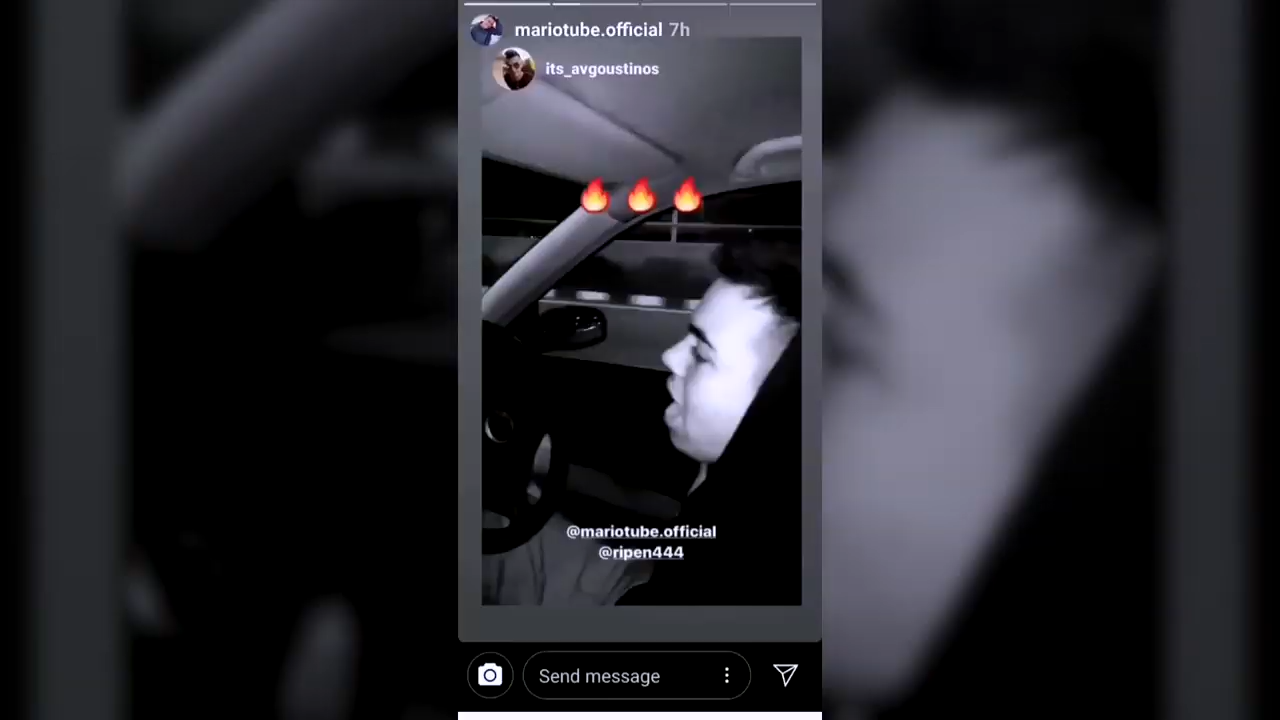 mariotube.official 7h
its_avgoustinos
@mariotube.official
@ripen444
Send message